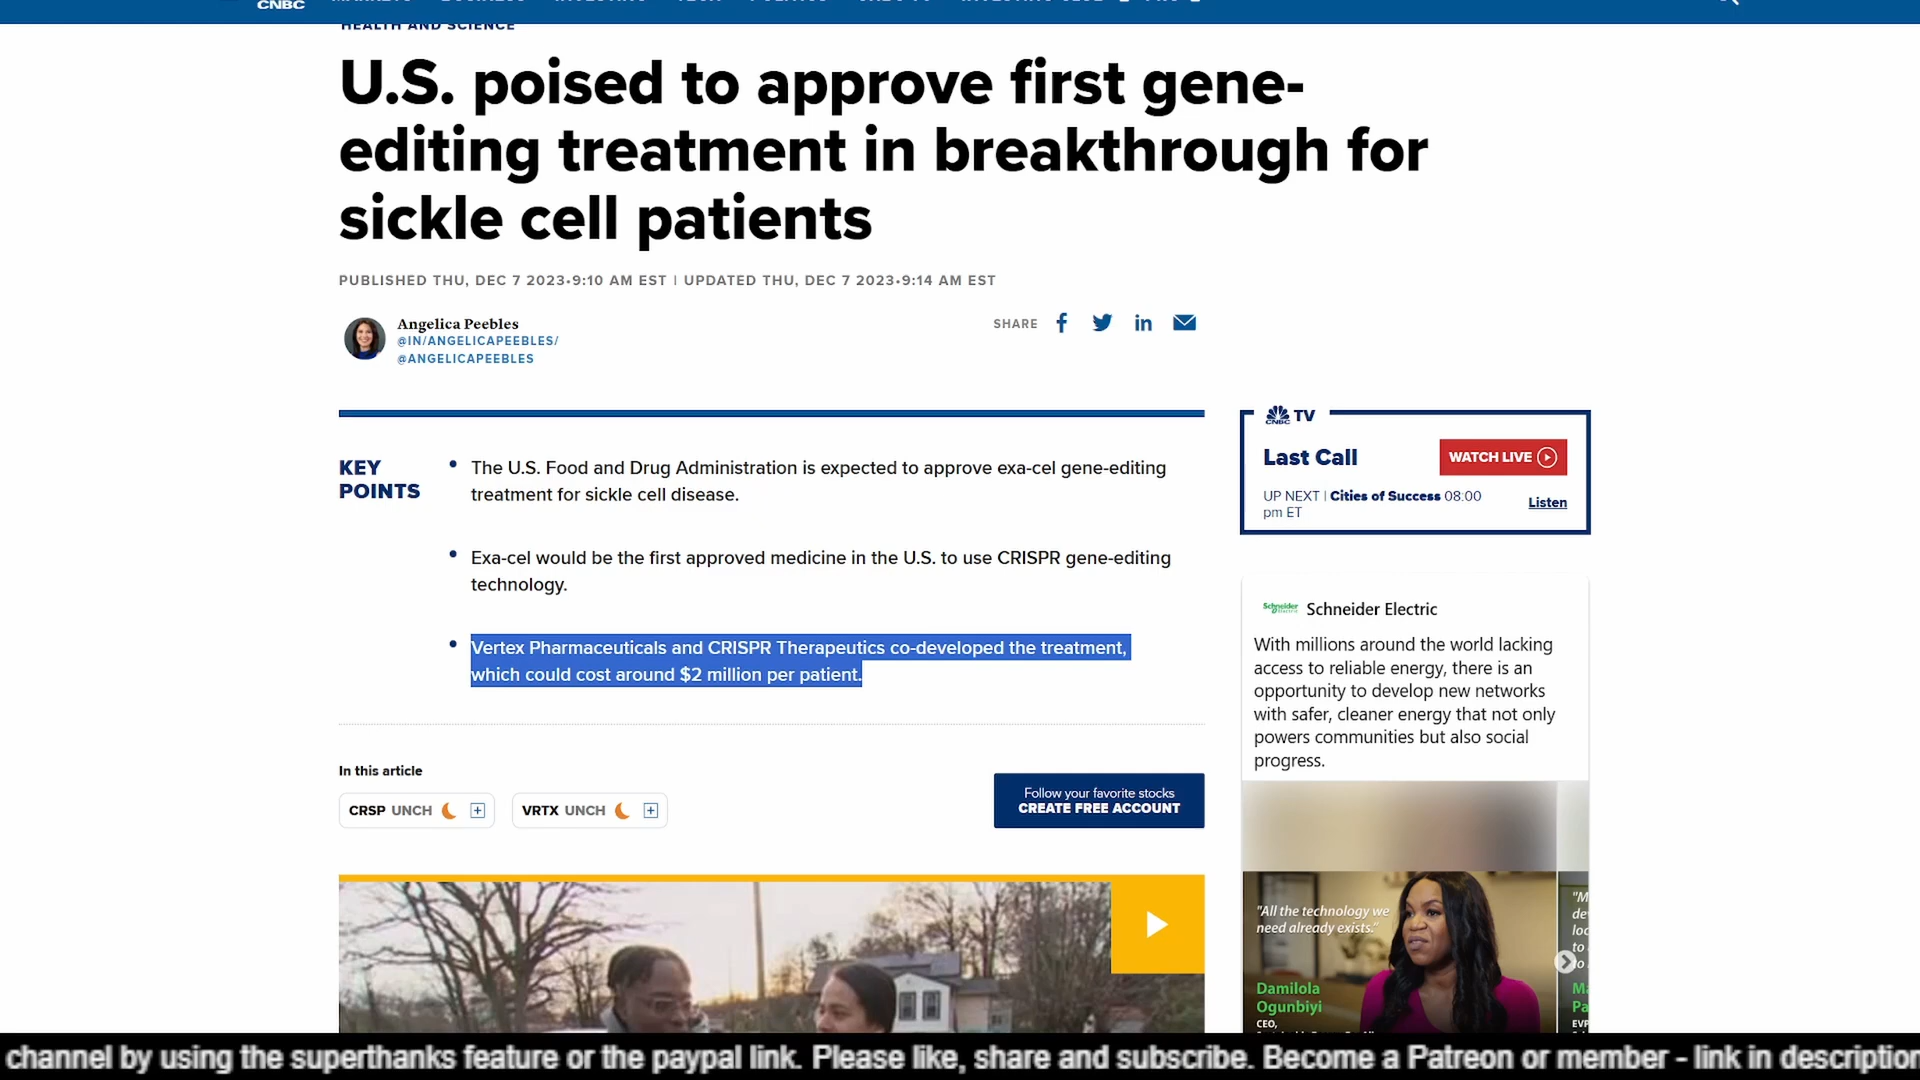 CNBC
HEALTH AND SCIENCE
U.S. poised to approve first gene-
editing treatment in breakthrough for
sickle cell patients
PUBLISHED THU, DEC 7 2023•9:10 AM EST | UPDATED THU, DEC 7 2023•9:14 AM EST
Angelica Peebles
@IN/ANGELICAPEEBLES/
@ANGELICAPEEBLES
SHARE
KEY
POINTS
• The U.S. Food and Drug Administration is expected to approve exa-cel gene-editing
treatment for sickle cell disease.
• Exa-cel would be the first approved medicine in the U.S. to use CRISPR gene-editing
technology.
• Vertex Pharmaceuticals and CRISPR Therapeutics co-developed the treatment,
which could cost around $2 million per patient.
In this article
CRSP UNCH
VRTX UNCH
Follow your favorite stocks
CREATE FREE ACCOUNT
CNBC TV
Last Call
WATCH LIVE
UP NEXT | Cities of Success 08:00
pm ET
Listen
Schneider Electric
Schneider Electric
With millions around the world lacking
access to reliable energy, there is an
opportunity to develop new networks
with safer, cleaner energy that not only
powers communities but also social
progress.
"All the technology we
need already exists."
Damilola
Ogunbiyi
CEO,
channel by using the superthanks feature or the paypal link. Please like, share and subscribe. Become a Patreon or member - link in description